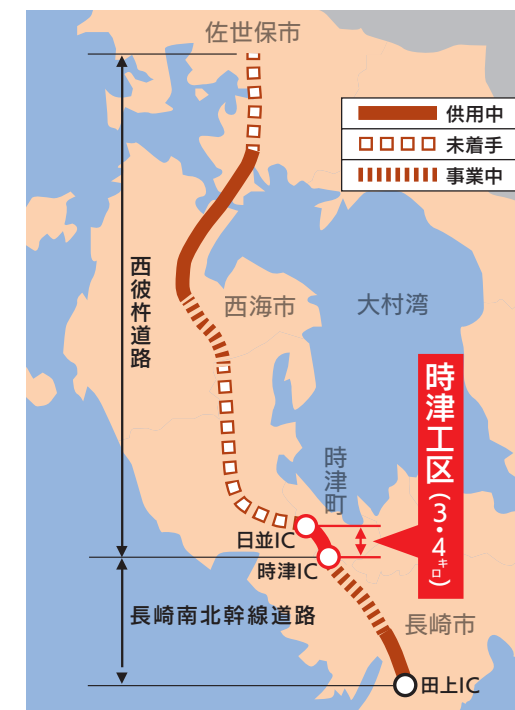 佐世保市
供用中
未着手
事業中
西彼杵道路
西海市
大村湾
時津工区(3・4キロ)
時津町
日並IC
時津IC
長崎南北幹線道路
長崎市
田上IC